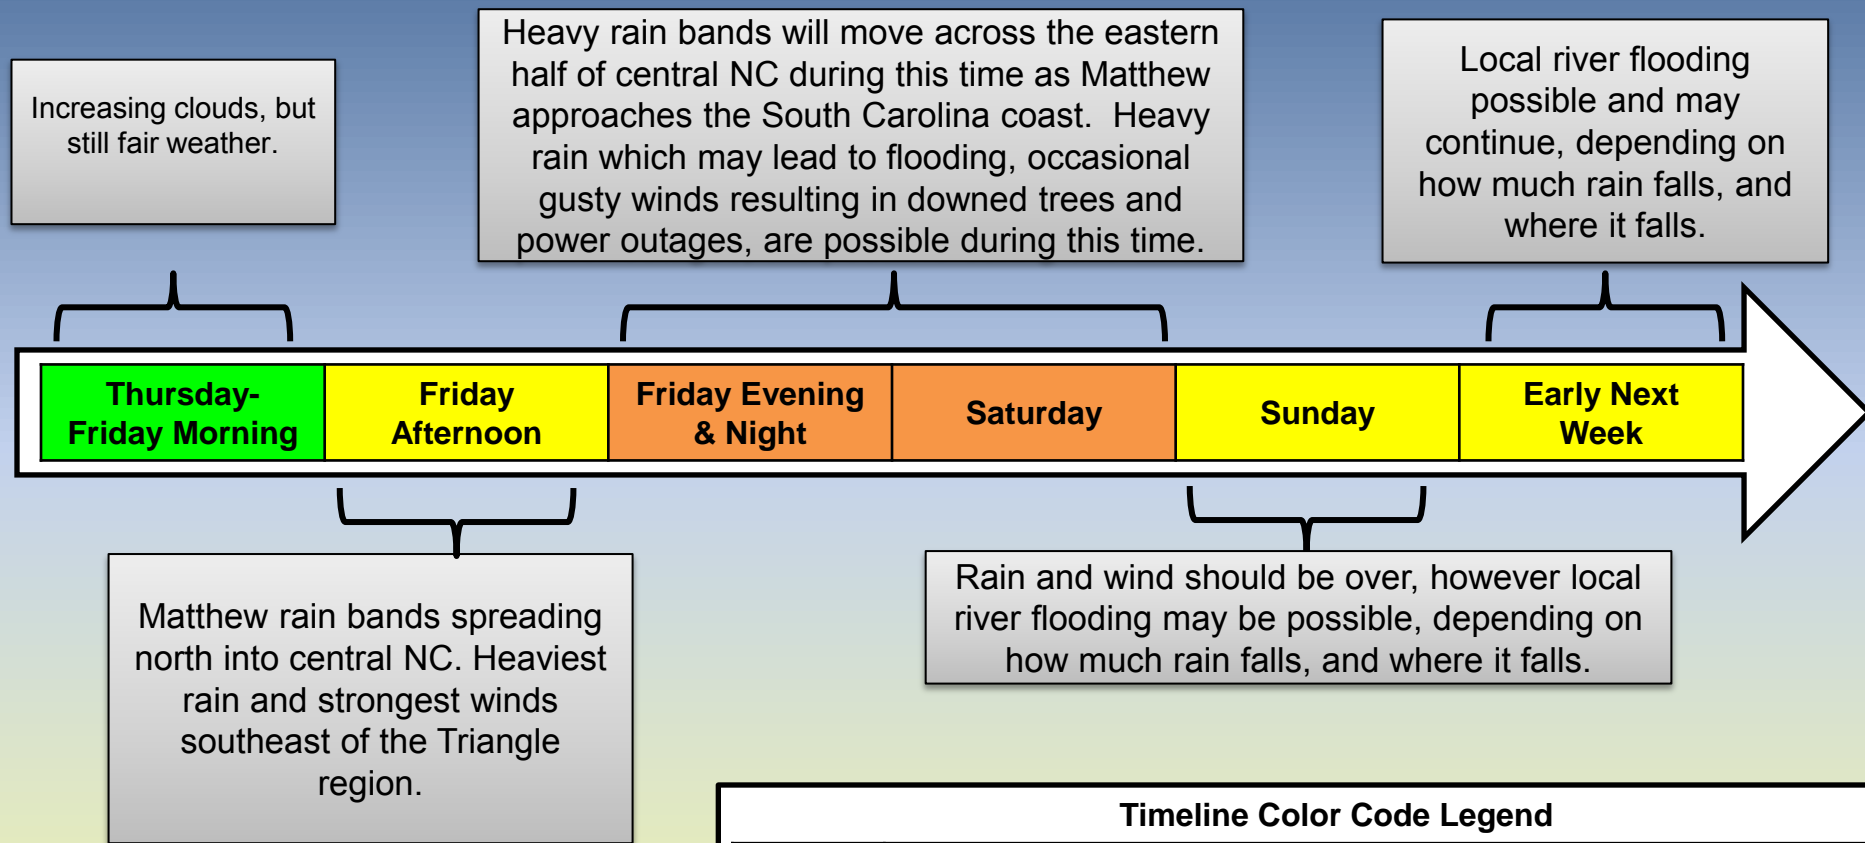 Increasing clouds, but
still fair weather.
Heavy rain bands will move across the eastern
half of central NC during this time as Matthew
approaches the South Carolina coast.  Heavy
rain which may lead to flooding, occasional
gusty winds resulting in downed trees and
power outages, are possible during this time.
Local river flooding
possible and may
continue, depending on
how much rain falls, and
where it falls.
Thursday-
Friday Morning
Friday
Afternoon
Friday Evening
& Night
Saturday
Sunday
Early Next
Week
Matthew rain bands spreading
north into central NC. Heaviest
rain and strongest winds
southeast of the Triangle
region.
Rain and wind should be over, however local
river flooding may be possible, depending on
how much rain falls, and where it falls.
Timeline Color Code Legend